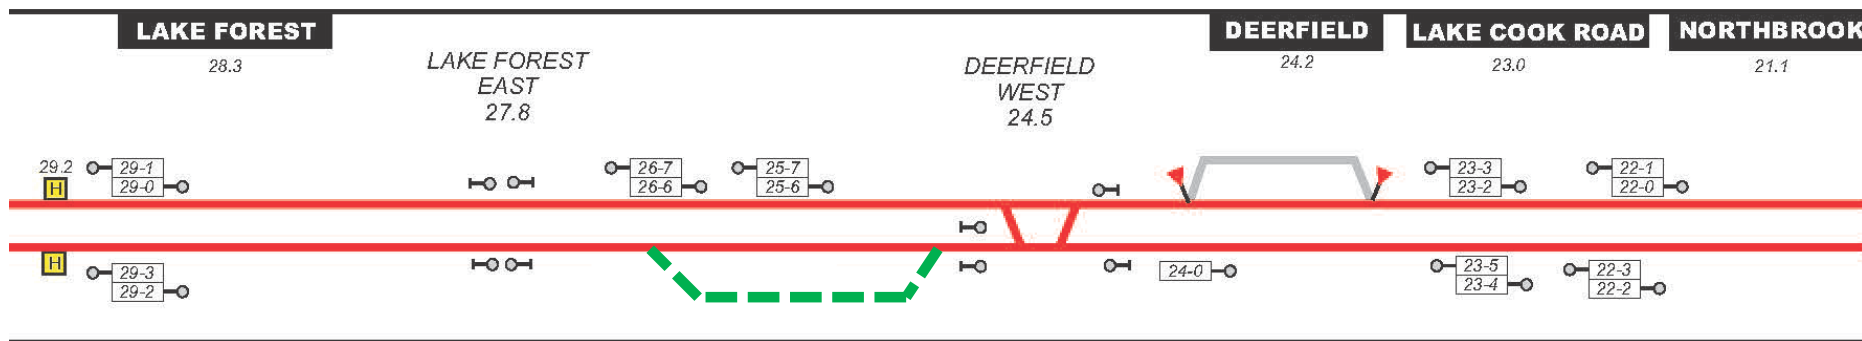 LAKE FOREST
28.3
LAKE FOREST
EAST
27.8
DEERFIELD
WEST
24.5
DEERFIELD
24.2
LAKE COOK ROAD
23.0
NORTHBROOK
21.1
29.2
H
29-1
29-0
26-7
26-6
25-7
25-6
23-3
23-2
22-1
22-0
H
29-3
29-2
24-0
23-5
23-4
22-3
22-2